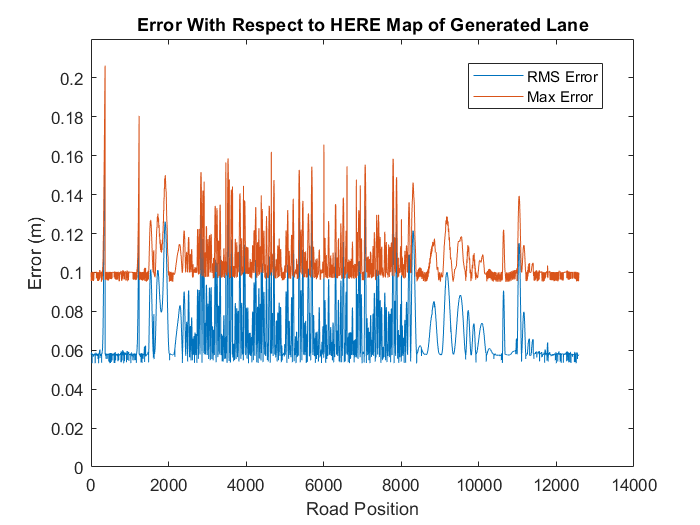 Error With Respect to HERE Map of Generated Lane
RMS Error
Max Error
0.2
0.18
0.16
0.14
0.12
0.1
0.08
0.06
0.04
0.02
0
Error (m)
0 2000 4000 6000 8000 10000 12000 14000
Road Position